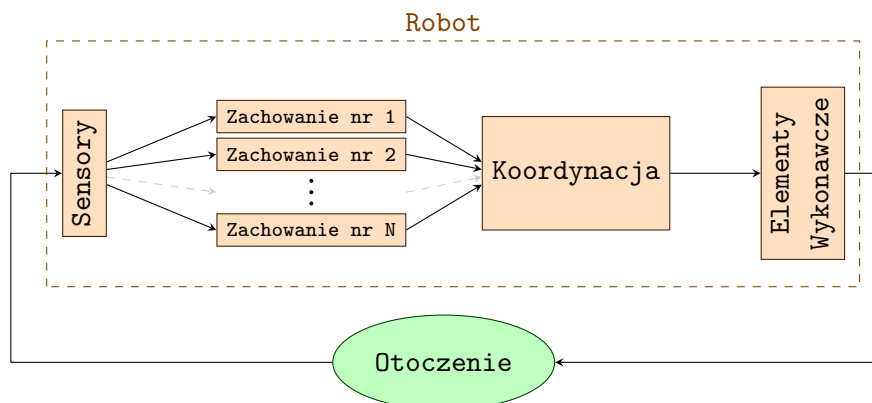 Robot
Sensory
Zachowanie nr 1
Zachowanie nr 2
Zachowanie nr N
Koordynacja
Elementy
Wykonawcze
Otoczenie